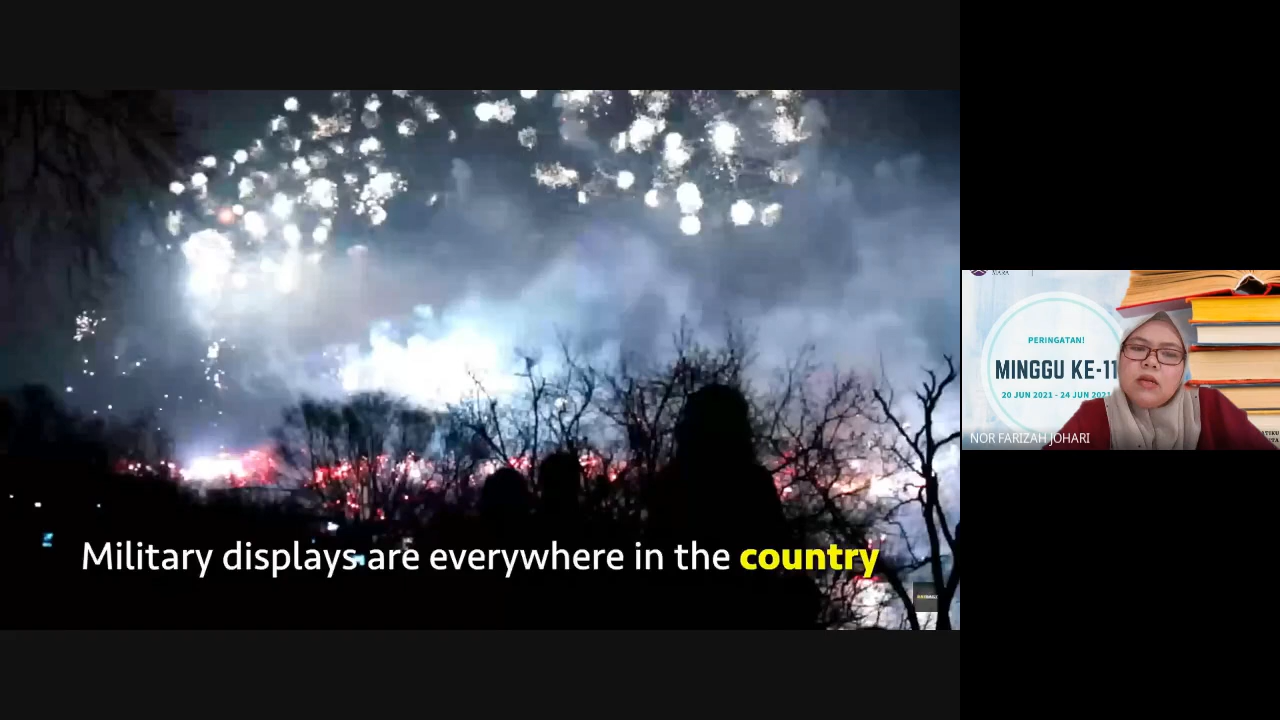 Military displays are everywhere in the country
PERINGATAN!
MINGGU KE-11
20 JUN 2021 - 24 JUN 2021
NOR FARIZAH JOHARI